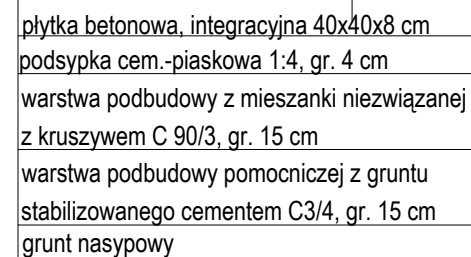 płytka betonowa, integracyjna 40x40x8 cm
podsypka cem.-piaskowa 1:4, gr. 4 cm
warstwa podbudowy z mieszanki niezwiązanej
z kruszywem C 90/3, gr. 15 cm
warstwa podbudowy pomocniczej z gruntu
stabilizowanego cementem C3/4, gr. 15 cm
grunt nasypowy